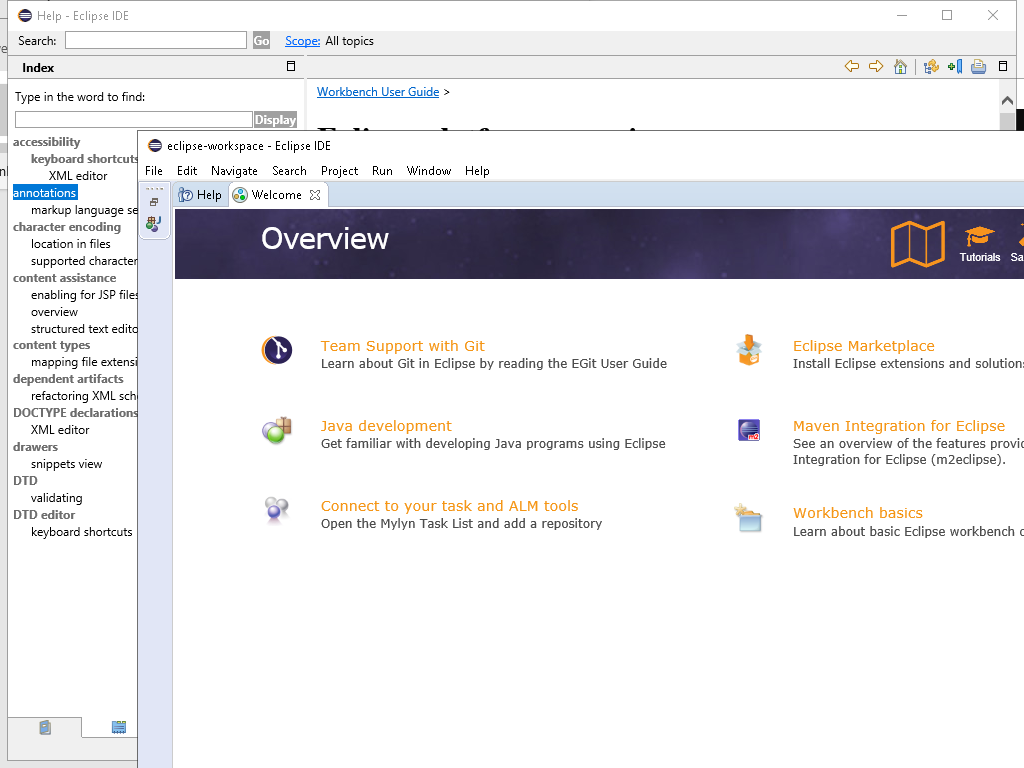 Help - Eclipse IDE
Search:
Go
Scope:
All topics
Index
Type in the word to find:
Display
Workbench User Guide >
accessibility
keyboard shortcuts
XML editor
annotations
markup language se
character encoding
location in files
supported character
content assistance
enabling for JSP files
overview
structured text edito
content types
mapping file extensi
dependent artifacts
refactoring XML sch
DOCTYPE declarations
XML editor
drawers
snippets view
DTD
validating
DTD editor
keyboard shortcuts
eclipse-workspace - Eclipse IDE
File Edit Navigate Search Project Run Window Help
Help
Welcome
Overview
Tutorials
Sa
Team Support with Git
Learn about Git in Eclipse by reading the EGit User Guide
Java development
Get familiar with developing Java programs using Eclipse
Connect to your task and ALM tools
Open the Mylyn Task List and add a repository
Eclipse Marketplace
Install Eclipse extensions and solutions
Maven Integration for Eclipse
See an overview of the features provid
Integration for Eclipse (m2eclipse).
Workbench basics
Learn about basic Eclipse workbench c